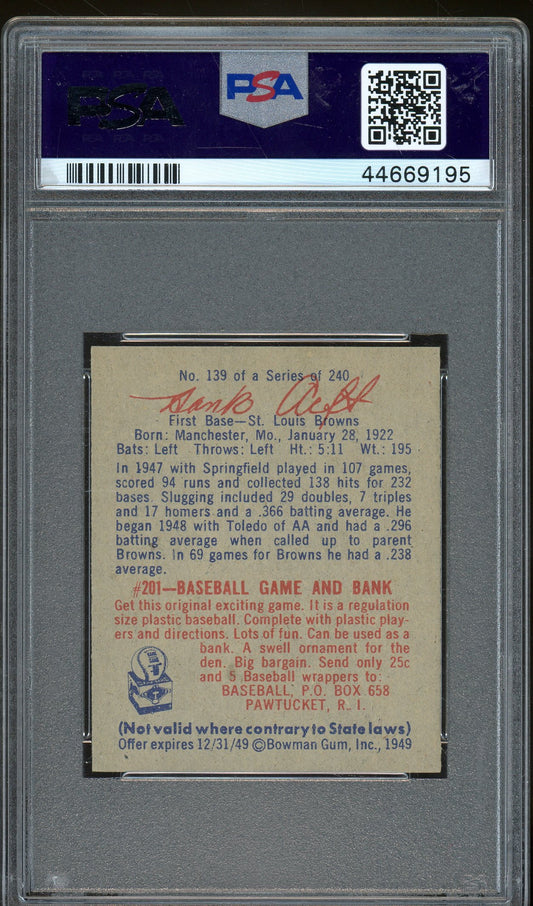 PSA
PSA
44669195
No. 139 of a Series of 240
Hank Arft
First Base—St. Louis Browns
Born: Manchester, Mo., January 28, 1922
Bats: Left Throws: Left Ht.: 5:11 Wt.: 195
In 1947 with Springfield played in 107 games,
scored 94 runs and collected 138 hits for 232
bases. Slugging included 29 doubles, 7 triples
and 17 homers and a .366 batting average. He
began 1948 with Toledo of AA and had a .296
batting average when called up to parent
Browns. In 69 games for Browns he had a .238
average.
#201—BASEBALL GAME AND BANK
Get this original exciting game. It is a regulation
size plastic baseball. Complete with plastic play-
ers and directions. Lots of fun. Can be used as a
bank. A swell ornament for the
den. Big bargain. Send only 25c
and 5 Baseball wrappers to:
BASEBALL, P.O. BOX 658
PAWTUCKET, R. I.
(Not valid where contrary to State laws)
Offer expires 12/31/49 ©Bowman Gum, Inc., 1949